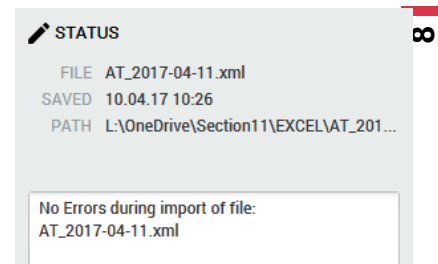 STATUS
FILE AT_2017-04-11.xml
SAVED 10.04.17 10:26
PATH L:\OneDrive\Section11\EXCEL\AT_201...
No Errors during import of file:
AT_2017-04-11.xml
8